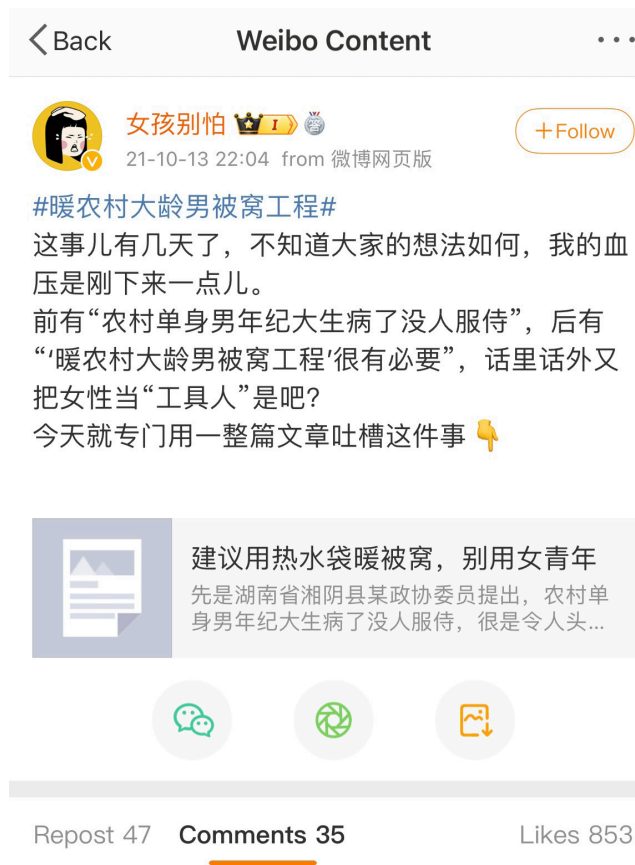 Back
Weibo Content
女孩别怕
I
21-10-13 22:04 from 微博网页版
+Follow
#暖农村大龄男被窝工程#
这事儿有几天了，不知道大家的想法如何，我的血
压是刚下来一点儿。
前有“农村单身男年纪大生病了没人服侍”，后有
“‘暖农村大龄男被窝工程’很有必要”，话里话外又
把女性当“工具人”是吧？
今天就专门用一整篇文章吐槽这件事👇
建议用热水袋暖被窝，别用女青年
先是湖南省湘阴县某政协委员提出，农村单
身男年纪大生病了没人服侍，很是令人头...
Repost 47
Comments 35
Likes 853